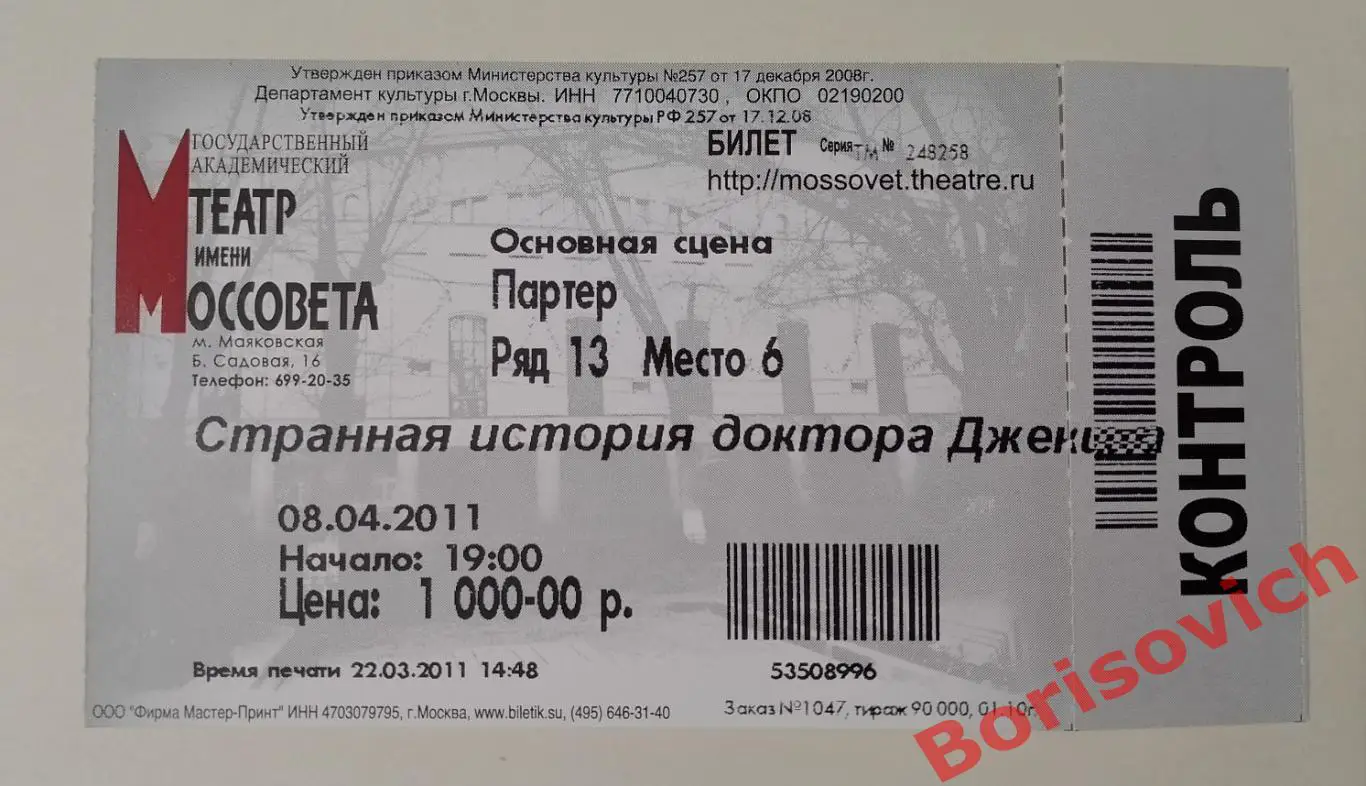 Утвержден приказом Министерства культуры №257 от 17 декабря 2008г.
Департамент культуры г.Москвы. ИНН 7710040730 , ОКПО 02190200
Утвержден приказом Министерства культуры РФ 257 от 17.12.08
ГОСУДАРСТВЕННЫЙ
АКАДЕМИЧЕСКИЙ
ТЕАТР
ИМЕНИ
МОССОВЕТА
м. Маяковская
Б. Садовая, 16
Телефон: 699-20-35
БИЛЕТ Серия ТМ № 248258
http://mossovet.theatre.ru
Основная сцена
Партер
Ряд 13 Место 6
Странная история доктора Джекила
08.04.2011
Начало: 19:00
Цена: 1 000-00 р.
Время печати 22.03.2011 14:48
53508996
ООО "Фирма Мастер-Принт" ИНН 4703079795, г.Москва, www.biletik.su, (495) 646-31-40
Заказ №1047, тираж 90 000, 01.10г.
КОНТРОЛЬ
Borisovich